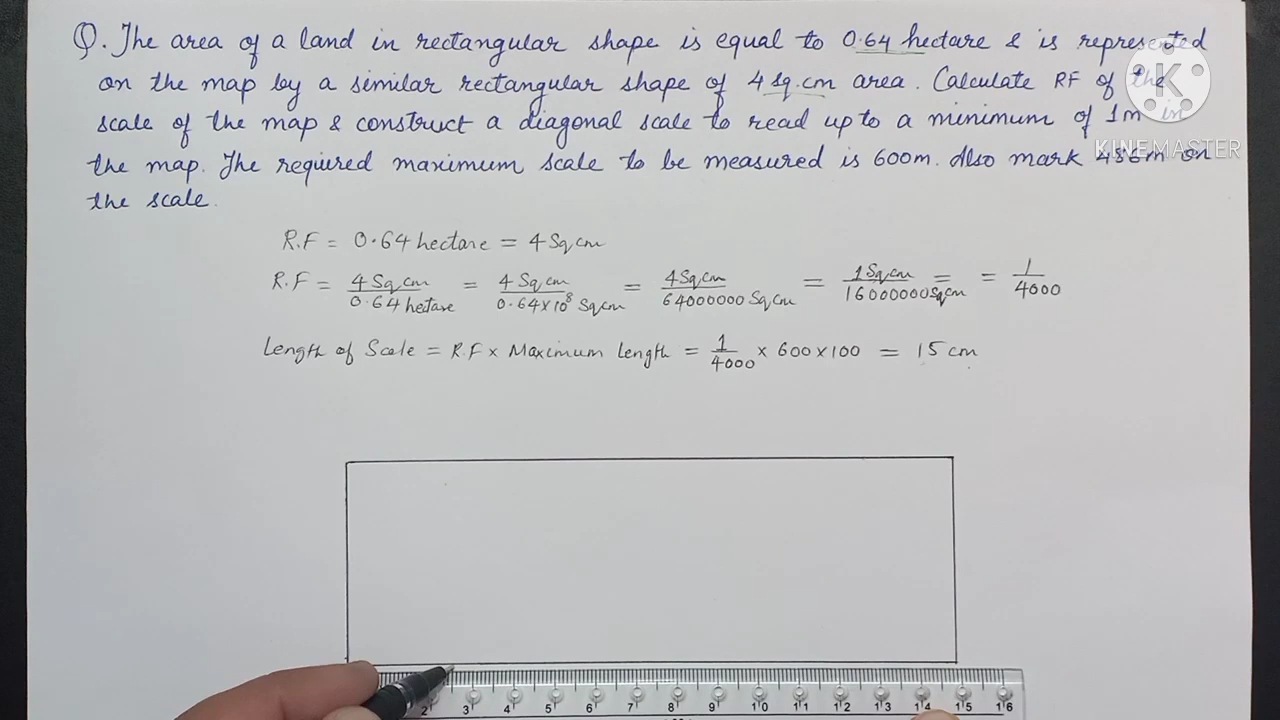 Q. The area of a land in rectangular shape is equal to 0.64 hectare & is represented
on the map by a similar rectangular shape of 4 sq.cm area. Calculate RF of the
scale of the map & construct a diagonal scale to read upto a minimum of 1m in
the map. The required maximum scale to be measured is 600m. Also mark 486m on
the scale.
R.F = 0.64 hectare = 4 Sq cm
R.F = 4 Sq cm / 0.64 hectare = 4 Sq cm / 0.64 x 10^8 Sq cm = 4 Sq cm / 64000000 Sq cm = 1 Sq cm / 16000000 Sq cm = = 1 / 4000
Length of Scale = R.F x Maximum Length = 1 / 4000 x 600 x 100 = 15 cm
2 3 4 5 6 7 8 9 10 11 12 13 14 15 16
K
KINEMASTER